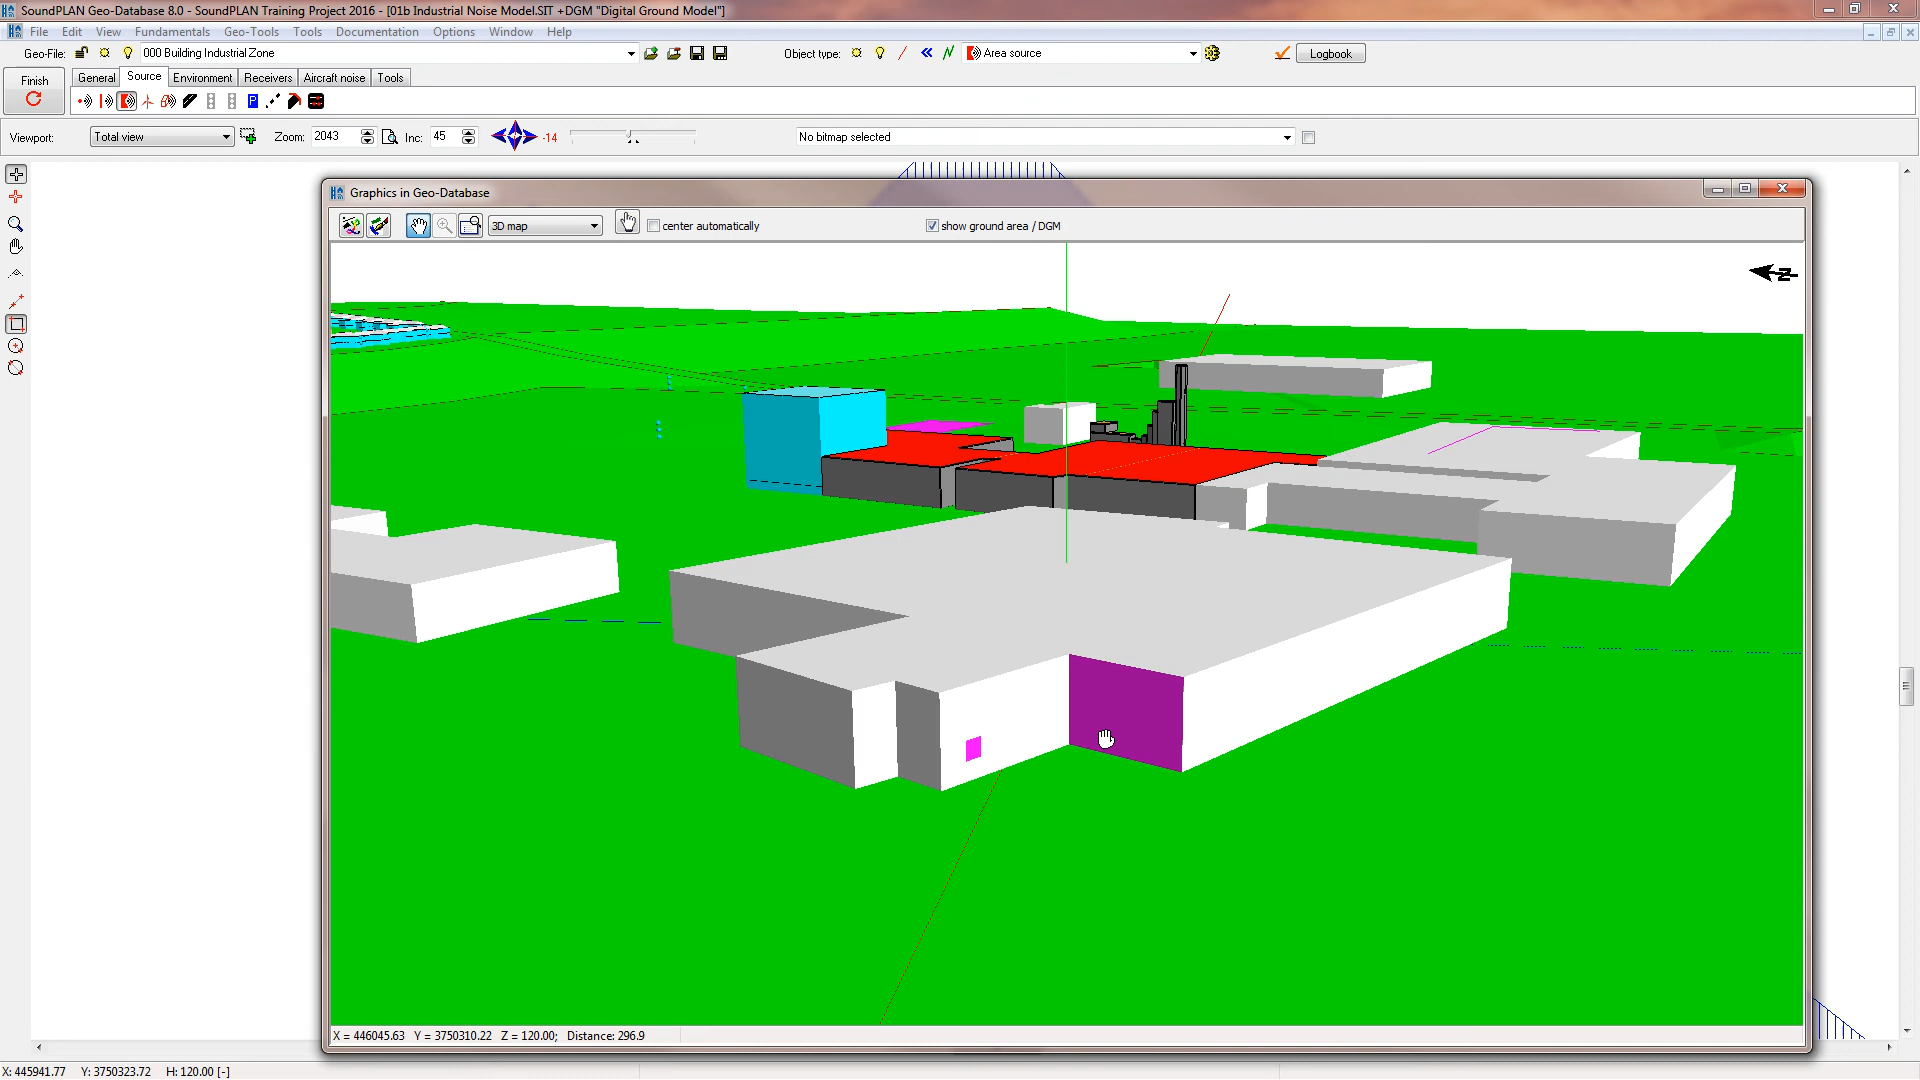 SoundPLAN Geo-Database 8.0 - SoundPLAN Training Project 2016 - [01b Industrial Noise Model.SIT +DGM "Digital Ground Model"]
File Edit View Fundamentals Geo-Tools Tools Documentation Options Window Help
Geo-File: 000 Building Industrial Zone Object type: Area source Logbook
Finish General Source Environment Receivers Aircraft noise Tools
P
Viewport: Total view Zoom: 2043 Inc: 45 -14 No bitmap selected
Graphics in Geo-Database
3D map center automatically show ground area / DGM
Z
X = 446045.63 Y = 3750310.22 Z = 120.00; Distance: 296.9
X: 445941.77 Y: 3750323.72 H: 120.00 [-]